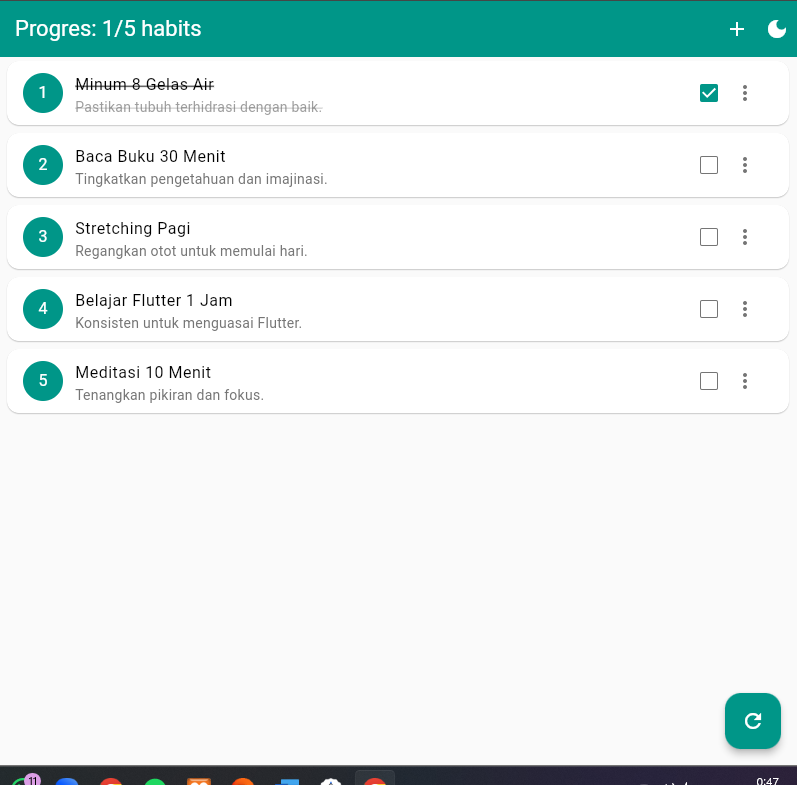 Progres: 1/5 habits
1
Minum 8 Gelas Air
Pastikan tubuh terhidrasi dengan baik.
2
Baca Buku 30 Menit
Tingkatkan pengetahuan dan imajinasi.
3
Stretching Pagi
Regangkan otot untuk memulai hari.
4
Belajar Flutter 1 Jam
Konsisten untuk menguasai Flutter.
5
Meditasi 10 Menit
Tenangkan pikiran dan fokus.
11
0:47